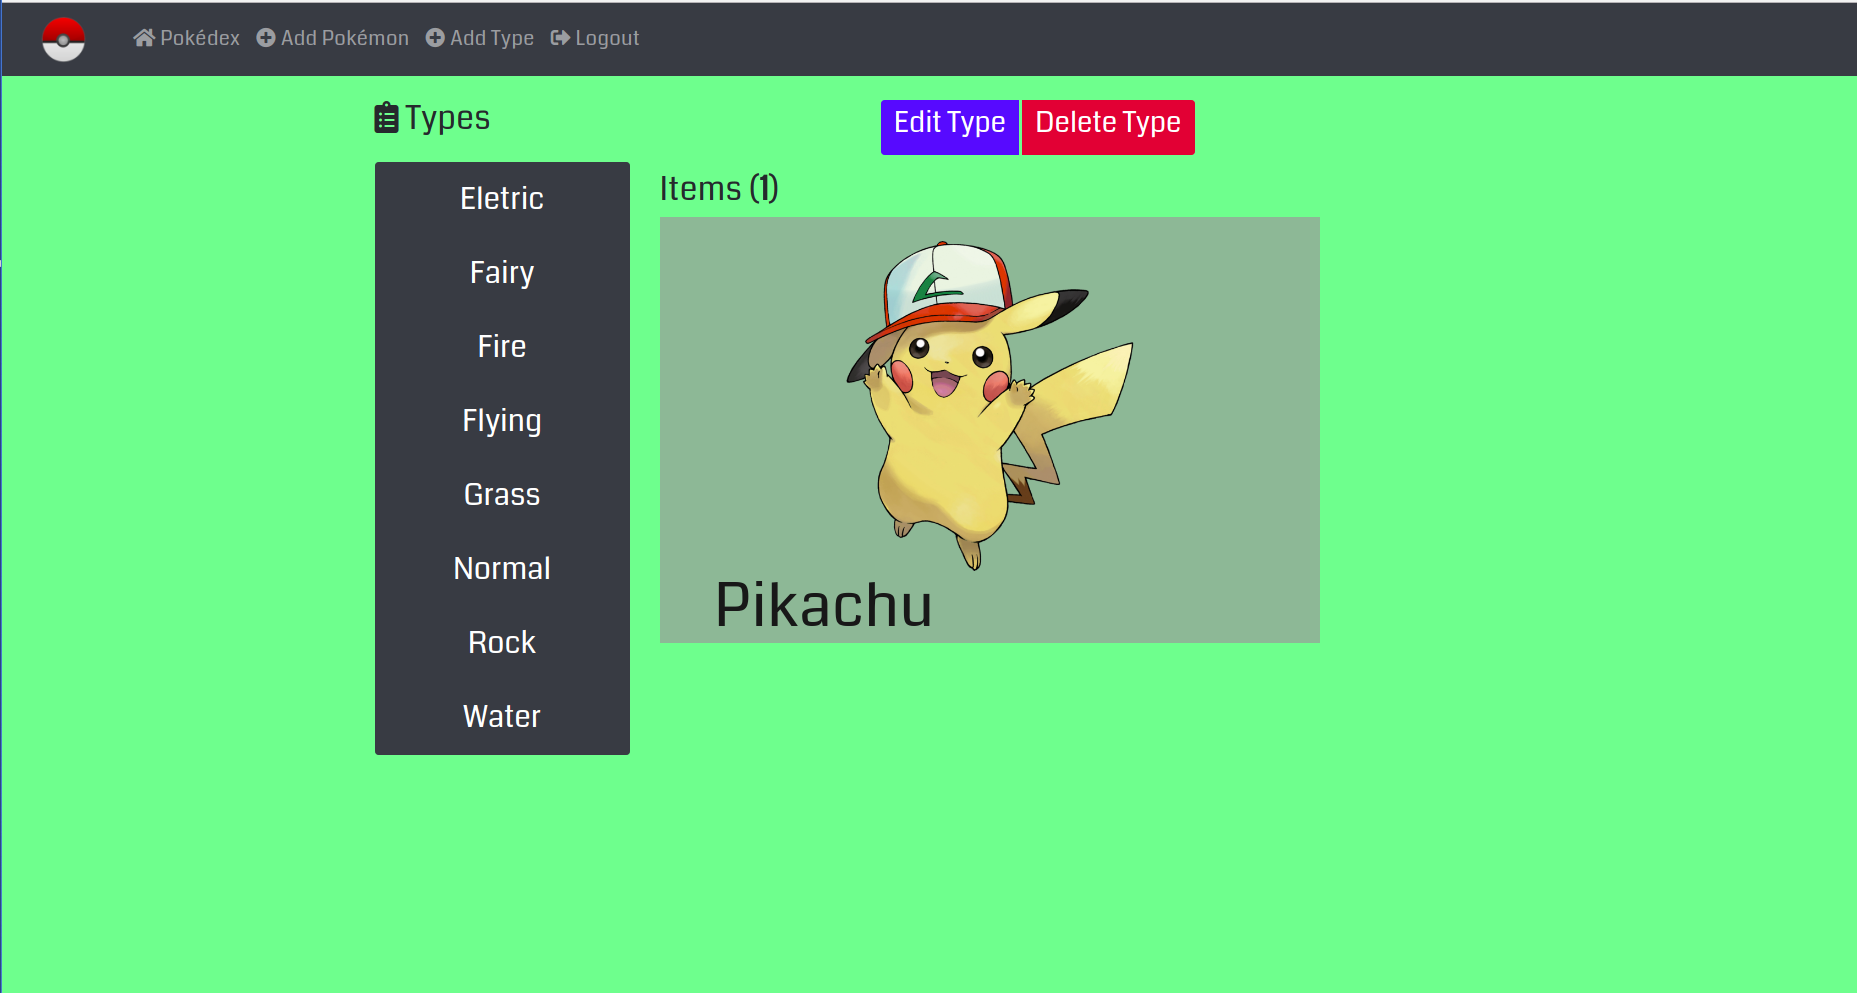 Pokédex Add Pokémon Add Type Logout
Types
Edit Type Delete Type
Eletric
Fairy
Fire
Flying
Grass
Normal
Rock
Water
Items (1)
Pikachu